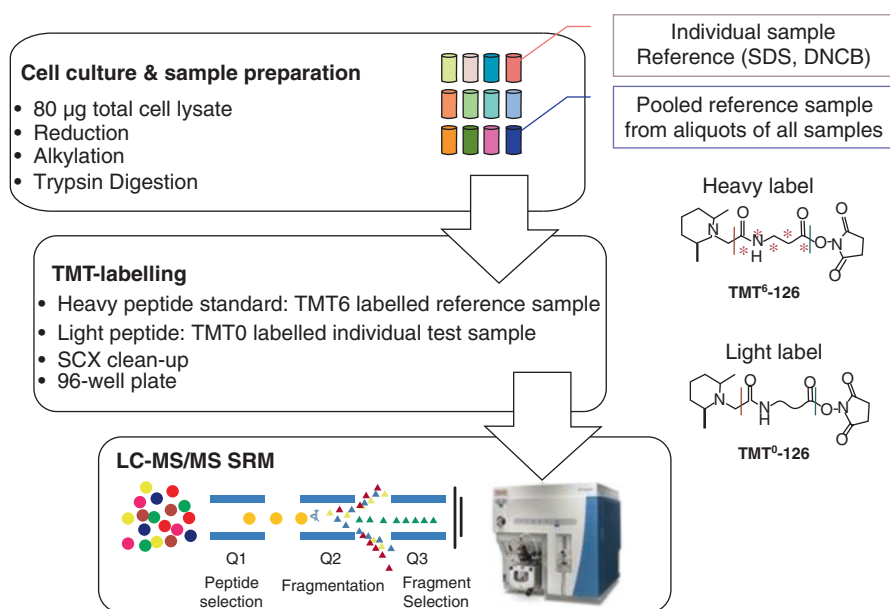 Cell culture & sample preparation
• 80 µg total cell lysate
• Reduction
• Alkylation
• Trypsin Digestion
Individual sample
Reference (SDS, DNCB)
Pooled reference sample
from aliquots of all samples
Heavy label
N
O
N
H
O
O
N
O
O
* * * * *
TMT⁶-126
TMT-labelling
• Heavy peptide standard: TMT6 labelled reference sample
• Light peptide: TMT0 labelled individual test sample
• SCX clean-up
• 96-well plate
Light label
N
O
N
H
O
O
N
O
O
TMT⁰-126
LC-MS/MS SRM
Q1
Peptide
selection
Q2
Fragmentation
Q3
Fragment
Selection